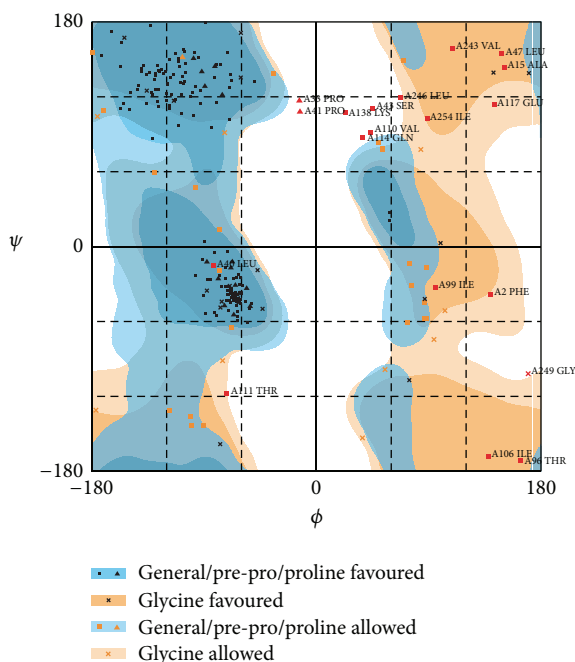 180
A243 VAL
A47 LEU
A15 ALA
A246 LEU
A117 GLU
A33 PRO
A43 SER
A41 PRO
A138 LYS
A254 ILE
A110 VAL
A114 GLN
ψ
0
A40 LEU
A99 ILE
A2 PHE
A249 GLY
A111 THR
A106 ILE
A96 THR
−180
−180
0
180
ϕ
General/pre-pro/proline favoured
Glycine favoured
General/pre-pro/proline allowed
Glycine allowed